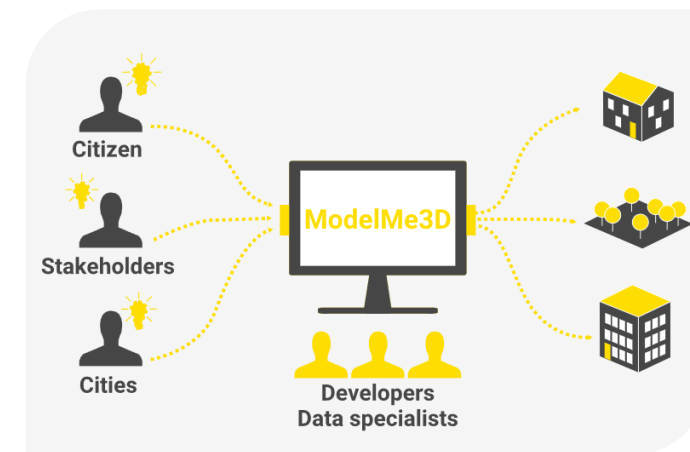 Citizen
Stakeholders
Cities
ModelMe3D
Developers
Data specialists